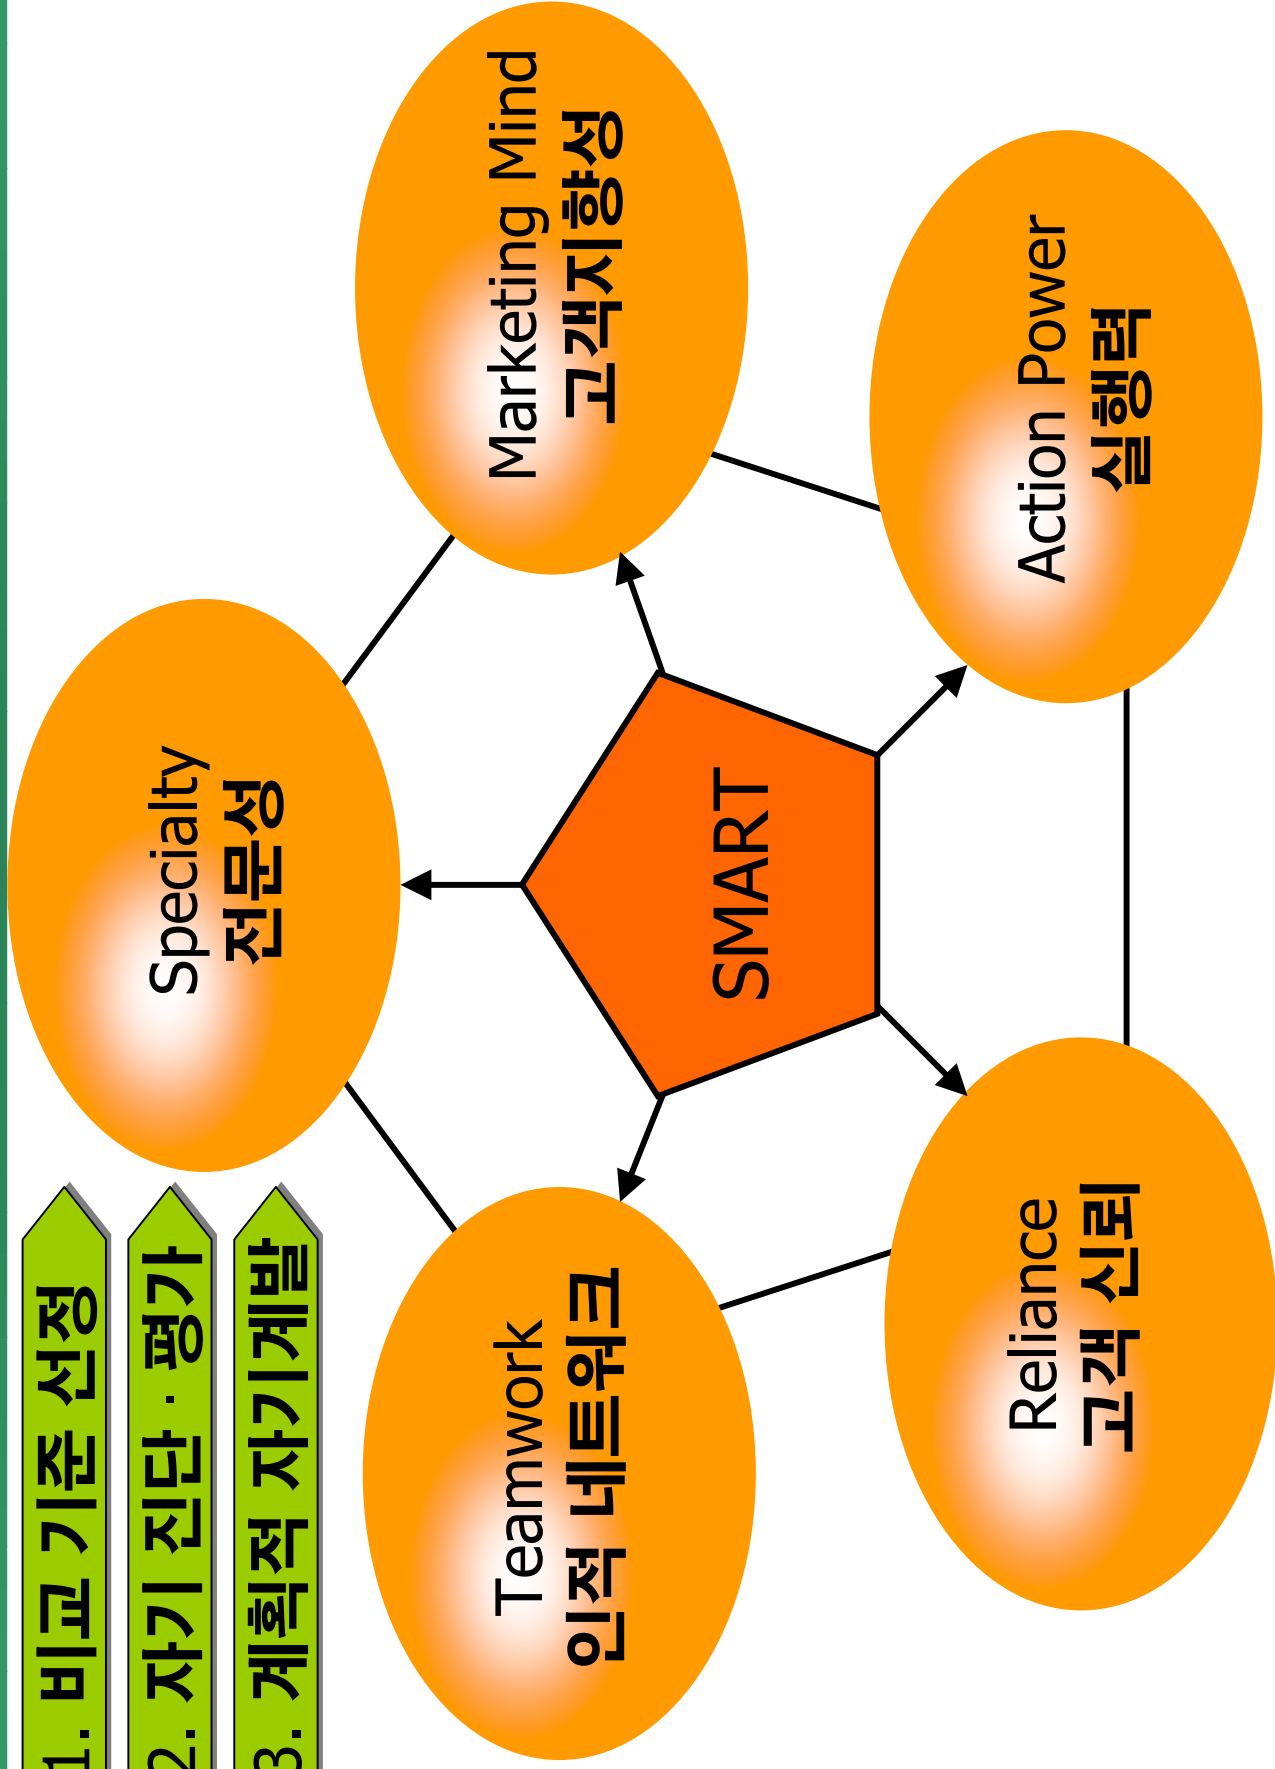 1. 비교 기준 선정
2. 자기 진단 · 평가
3. 계획적 자기계발
Specialty
전문성
Marketing Mind
고객지향성
Action Power
실행력
Reliance
고객 신뢰
Teamwork
인적 네트워크
SMART